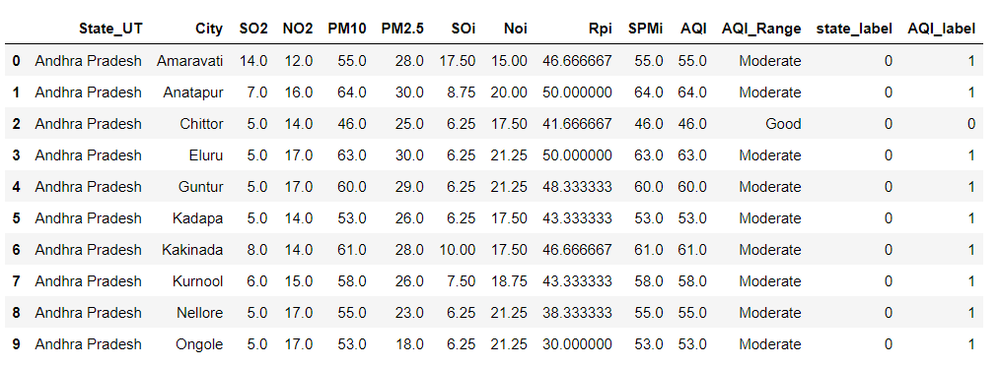 State_UT City SO2 NO2 PM10 PM2.5 SOi Noi Rpi SPMi AQI AQI_Range state_label AQI_label
0 Andhra Pradesh Amaravati 14.0 12.0 55.0 28.0 17.50 15.00 46.666667 55.0 55.0 Moderate 0 1
1 Andhra Pradesh Anatapur 7.0 16.0 64.0 30.0 8.75 20.00 50.000000 64.0 64.0 Moderate 0 1
2 Andhra Pradesh Chittor 5.0 14.0 46.0 25.0 6.25 17.50 41.666667 46.0 46.0 Good 0 0
3 Andhra Pradesh Eluru 5.0 17.0 63.0 30.0 6.25 21.25 50.000000 63.0 63.0 Moderate 0 1
4 Andhra Pradesh Guntur 5.0 17.0 60.0 29.0 6.25 21.25 48.333333 60.0 60.0 Moderate 0 1
5 Andhra Pradesh Kadapa 5.0 14.0 53.0 26.0 6.25 17.50 43.333333 53.0 53.0 Moderate 0 1
6 Andhra Pradesh Kakinada 8.0 14.0 61.0 28.0 10.00 17.50 46.666667 61.0 61.0 Moderate 0 1
7 Andhra Pradesh Kurnool 6.0 15.0 58.0 26.0 7.50 18.75 43.333333 58.0 58.0 Moderate 0 1
8 Andhra Pradesh Nellore 5.0 17.0 55.0 23.0 6.25 21.25 38.333333 55.0 55.0 Moderate 0 1
9 Andhra Pradesh Ongole 5.0 17.0 53.0 18.0 6.25 21.25 30.000000 53.0 53.0 Moderate 0 1